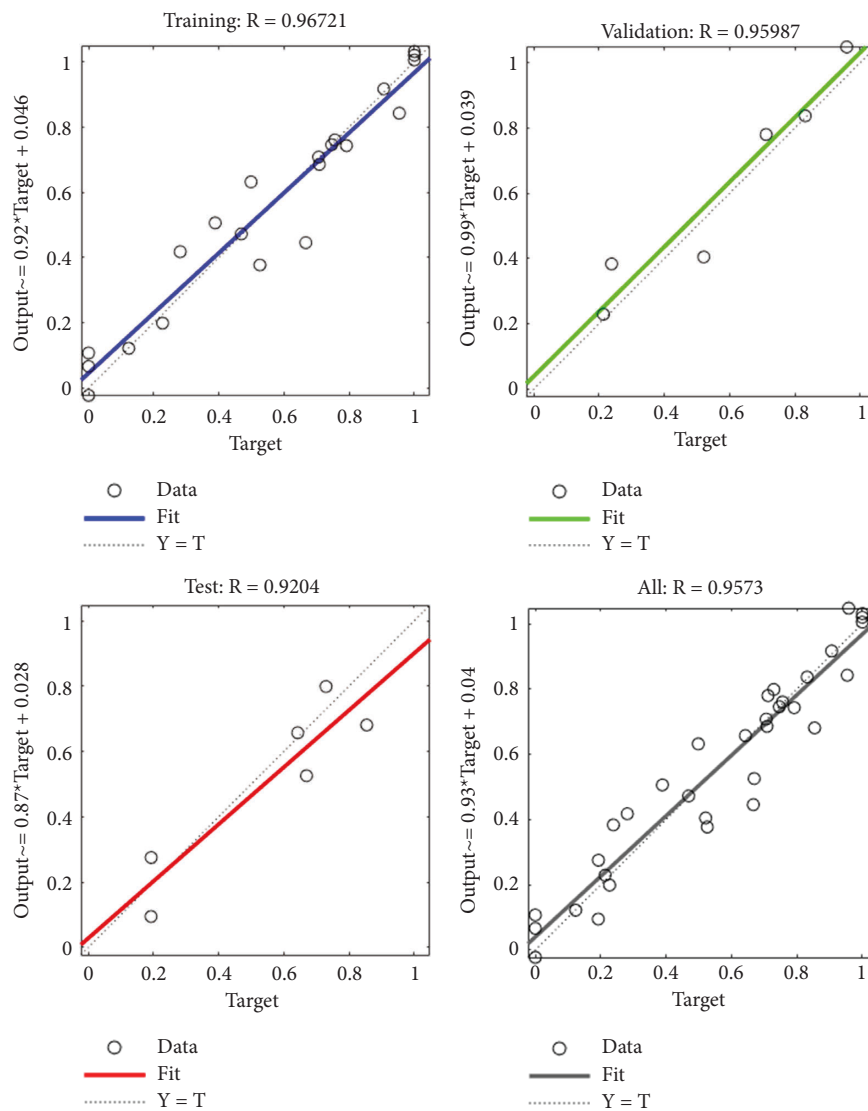 Training: R = 0.96721
Output~= 0.92*Target + 0.046
1
0.8
0.6
0.4
0.2
0
0 0.2 0.4 0.6 0.8 1
Target
Data
Fit
Y = T
Validation: R = 0.95987
Output~= 0.99*Target + 0.039
1
0.8
0.6
0.4
0.2
0
0 0.2 0.4 0.6 0.8 1
Target
Data
Fit
Y = T
Test: R = 0.9204
Output~= 0.87*Target + 0.028
1
0.8
0.6
0.4
0.2
0
0 0.2 0.4 0.6 0.8 1
Target
Data
Fit
Y = T
All: R = 0.9573
Output~= 0.93*Target + 0.04
1
0.8
0.6
0.4
0.2
0
0 0.2 0.4 0.6 0.8 1
Target
Data
Fit
Y = T